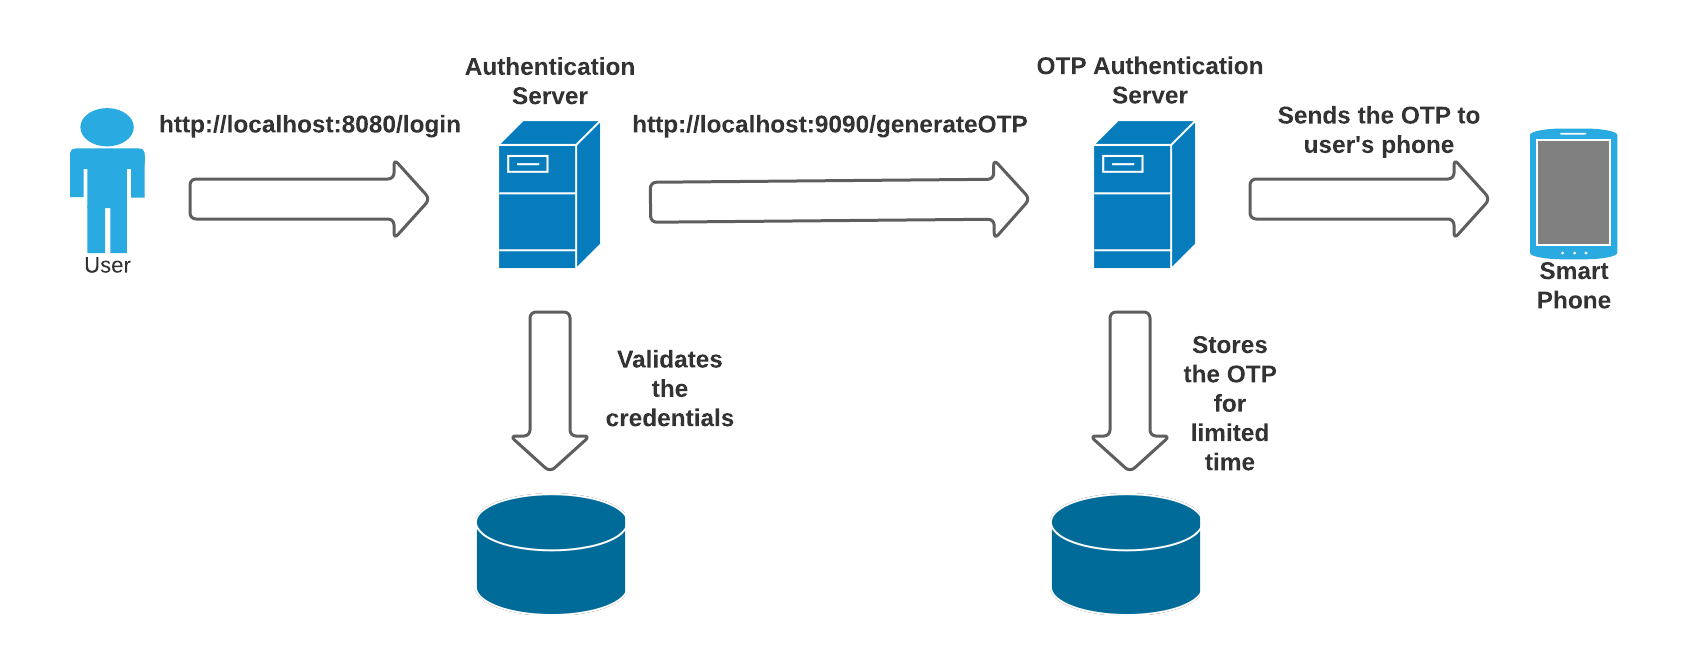 Authentication
Server
OTP Authentication
Server
http://localhost:8080/login
http://localhost:9090/generateOTP
Sends the OTP to
user's phone
User
Smart
Phone
Validates
the
credentials
Stores
the OTP
for
limited
time